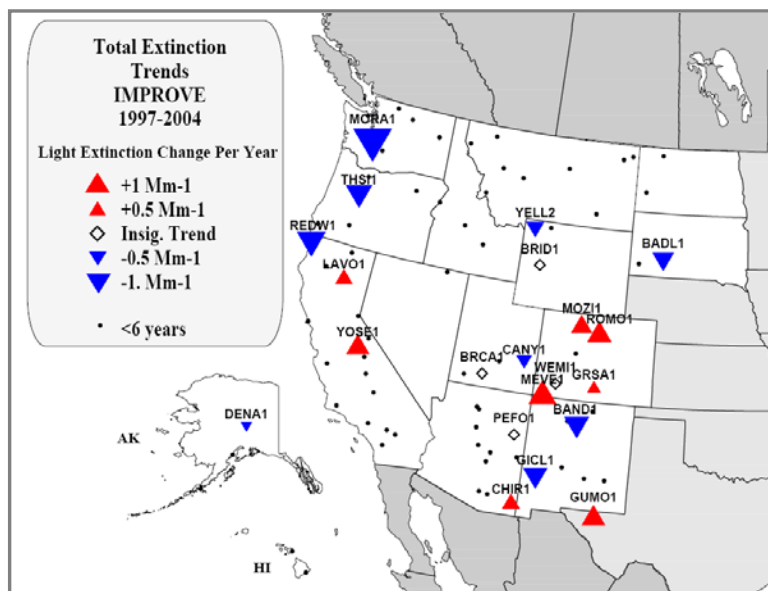 Total Extinction
Trends
IMPROVE
1997-2004
Light Extinction Change Per Year
+1 Mm-1
+0.5 Mm-1
Insig. Trend
-0.5 Mm-1
-1. Mm-1
<6 years
MORA1
THSI1
REDW1
YELL2
BADL1
BRID1
LAVO1
MOZI1
ROMO1
YOSE1
CANY1
BRCA1
WEMI1
MEVE1
GRSA1
DENA1
BAND1
PEFO1
AK
GICL1
CHIR1
GUMO1
HI